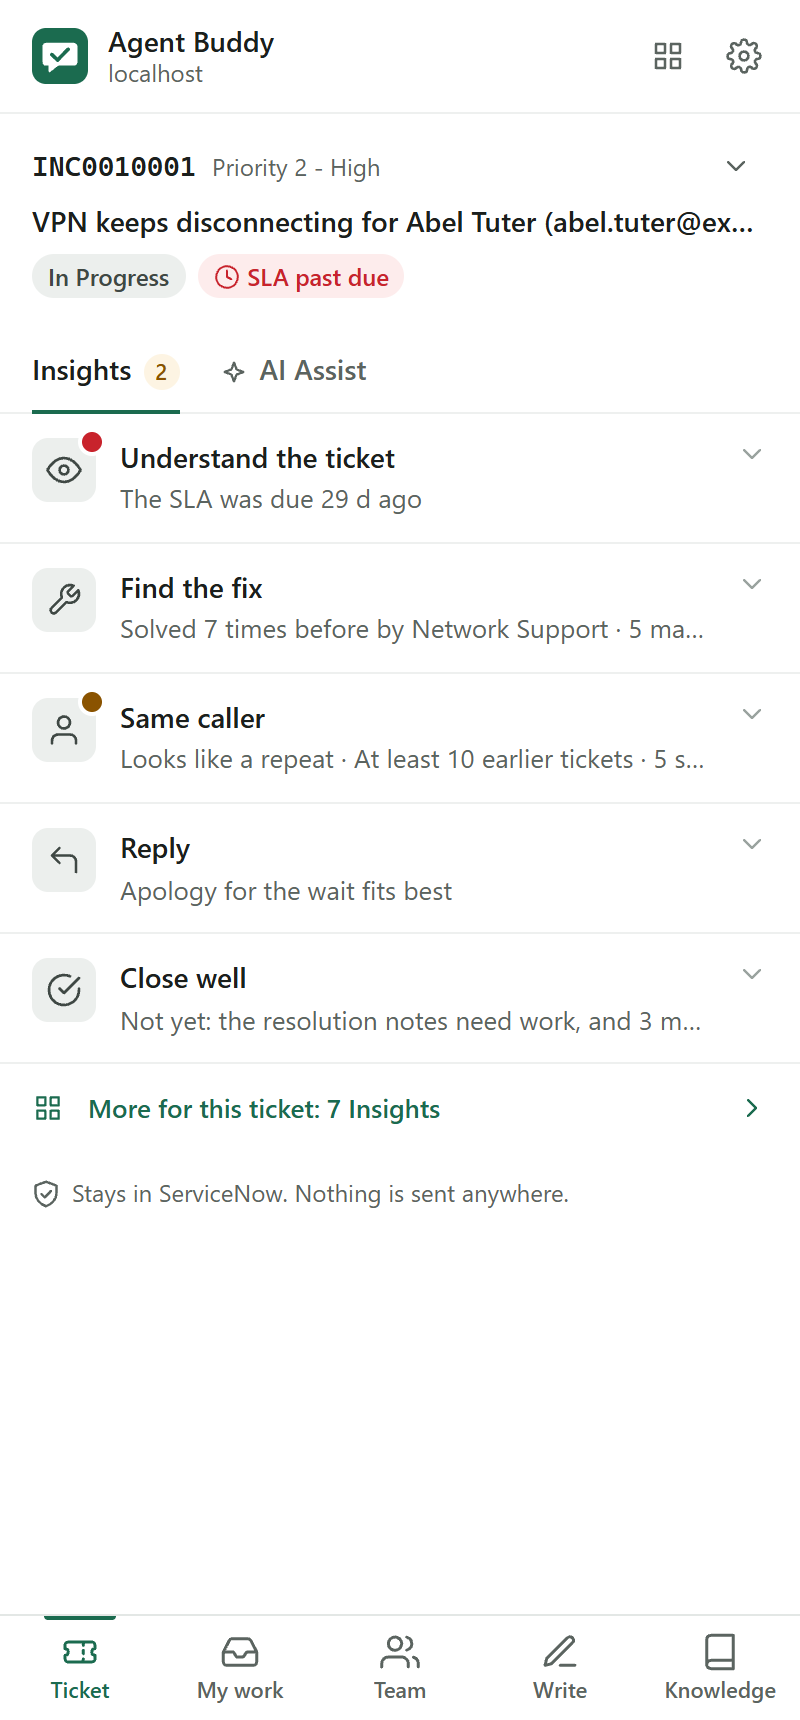 Agent Buddy
localhost
INC0010001 Priority 2 - High
VPN keeps disconnecting for Abel Tuter (abel.tuter@ex...
In Progress SLA past due
Insights 2 AI Assist
Understand the ticket
The SLA was due 29 d ago
Find the fix
Solved 7 times before by Network Support · 5 ma...
Same caller
Looks like a repeat · At least 10 earlier tickets · 5 s...
Reply
Apology for the wait fits best
Close well
Not yet: the resolution notes need work, and 3 m...
More for this ticket: 7 Insights
Stays in ServiceNow. Nothing is sent anywhere.
Ticket My work Team Write Knowledge